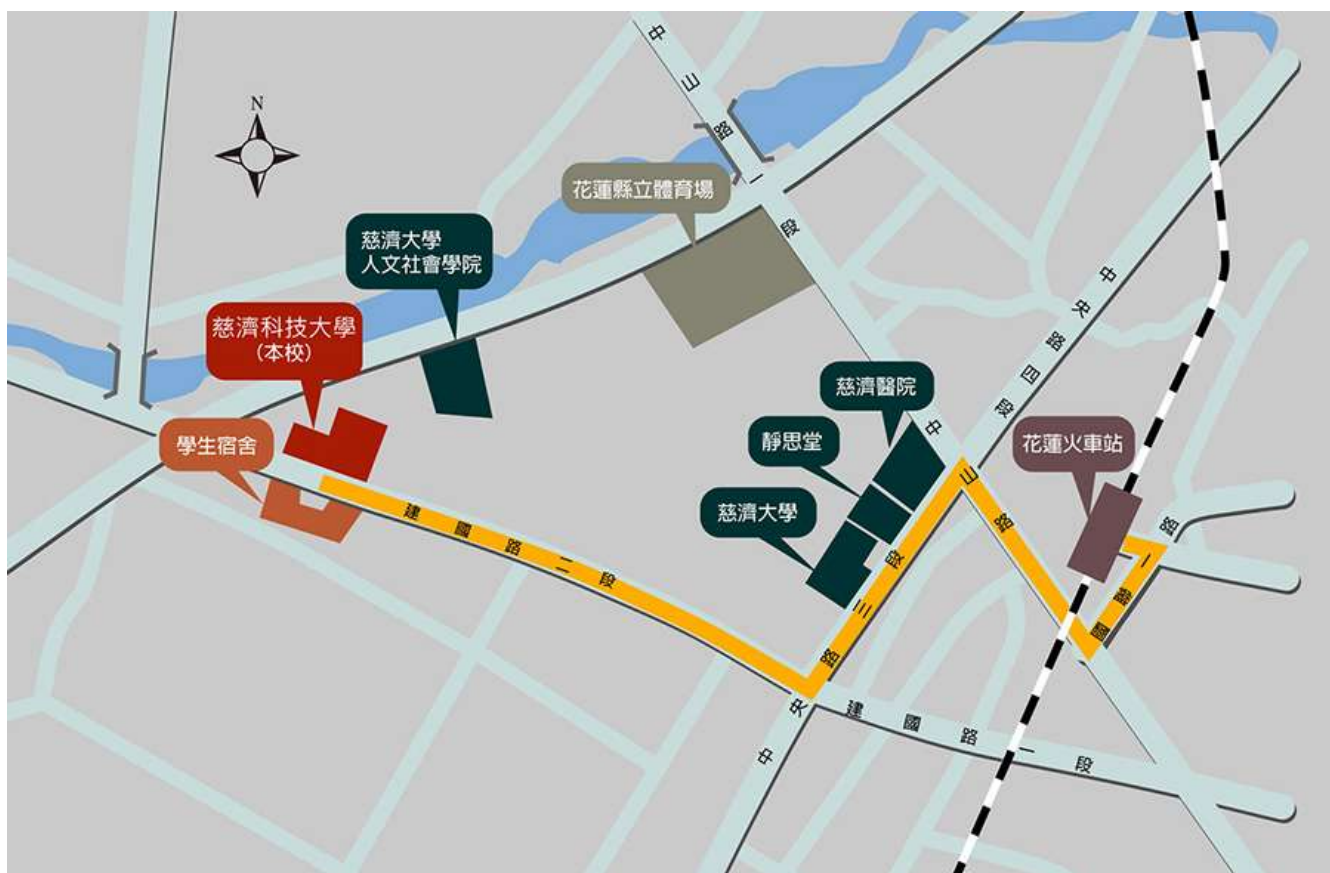 N
中山路一段
花蓮縣立體育場
慈濟大學
人文社會學院
慈濟科技大學
(本校)
學生宿舍
慈濟醫院
靜思堂
慈濟大學
中央路四段
花蓮火車站
中山路
國聯一路
建國路二段
中央路三段
建國路一段